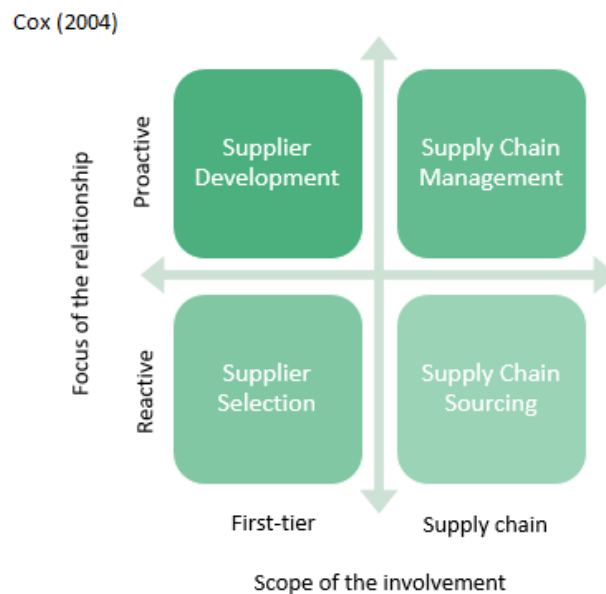 Cox (2004)
Focus of the relationship
Proactive
Supplier
Development
Supply Chain
Management
Reactive
Supplier
Selection
Supply Chain
Sourcing
First-tier
Supply chain
Scope of the involvement